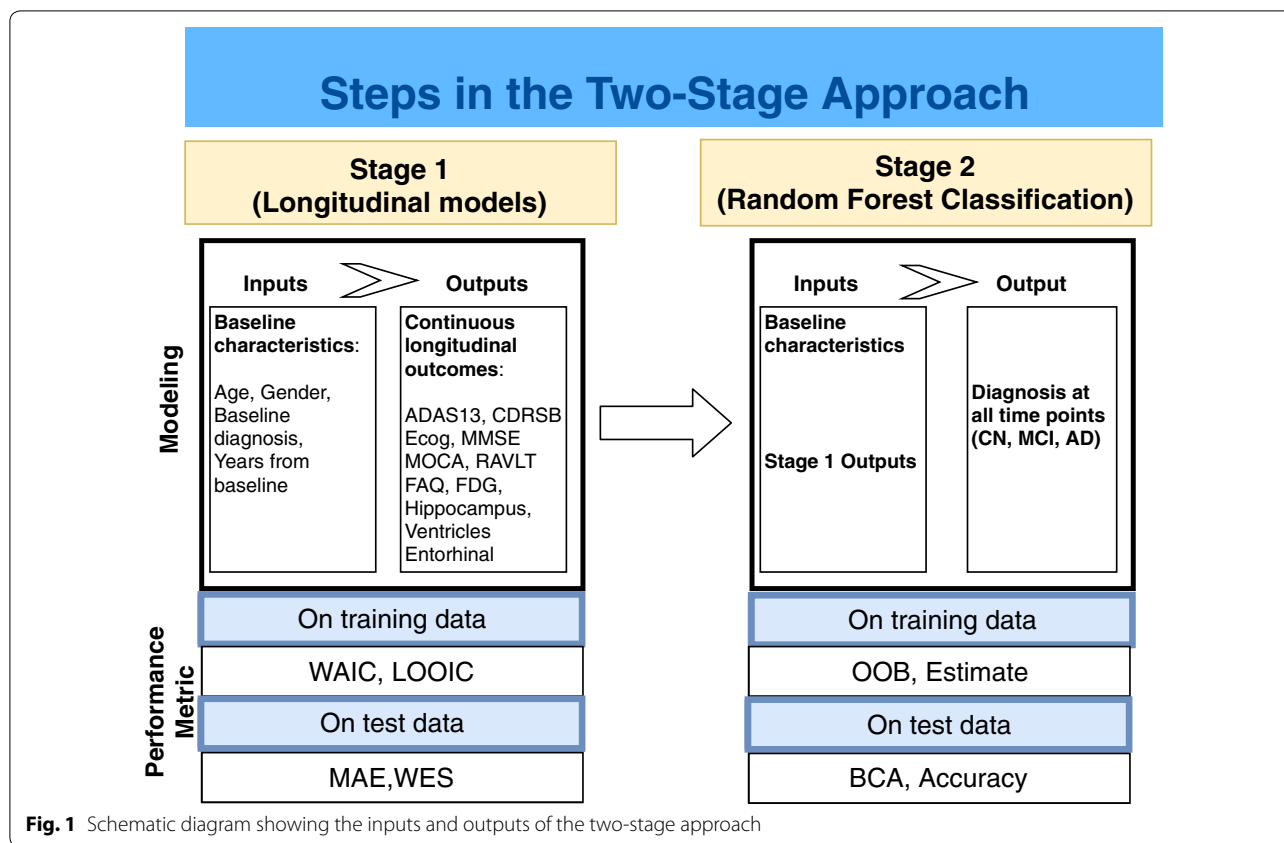 Steps in the Two-Stage Approach
Stage 1
(Longitudinal models)
Stage 2
(Random Forest Classification)
Modeling
Inputs
Outputs
Baseline
characteristics:
Age, Gender,
Baseline
diagnosis,
Years from
baseline
Continuous
longitudinal
outcomes:
ADAS13, CDRSB
Ecog, MMSE
MOCA, RAVLT
FAQ, FDG,
Hippocampus,
Ventricles
Entorhinal
Inputs
Output
Baseline
characteristics
Stage 1 Outputs
Diagnosis at
all time points
(CN, MCI, AD)
Performance
Metric
On training data
WAIC, LOOIC
On test data
MAE,WES
On training data
OOB, Estimate
On test data
BCA, Accuracy
Fig. 1 Schematic diagram showing the inputs and outputs of the two-stage approach